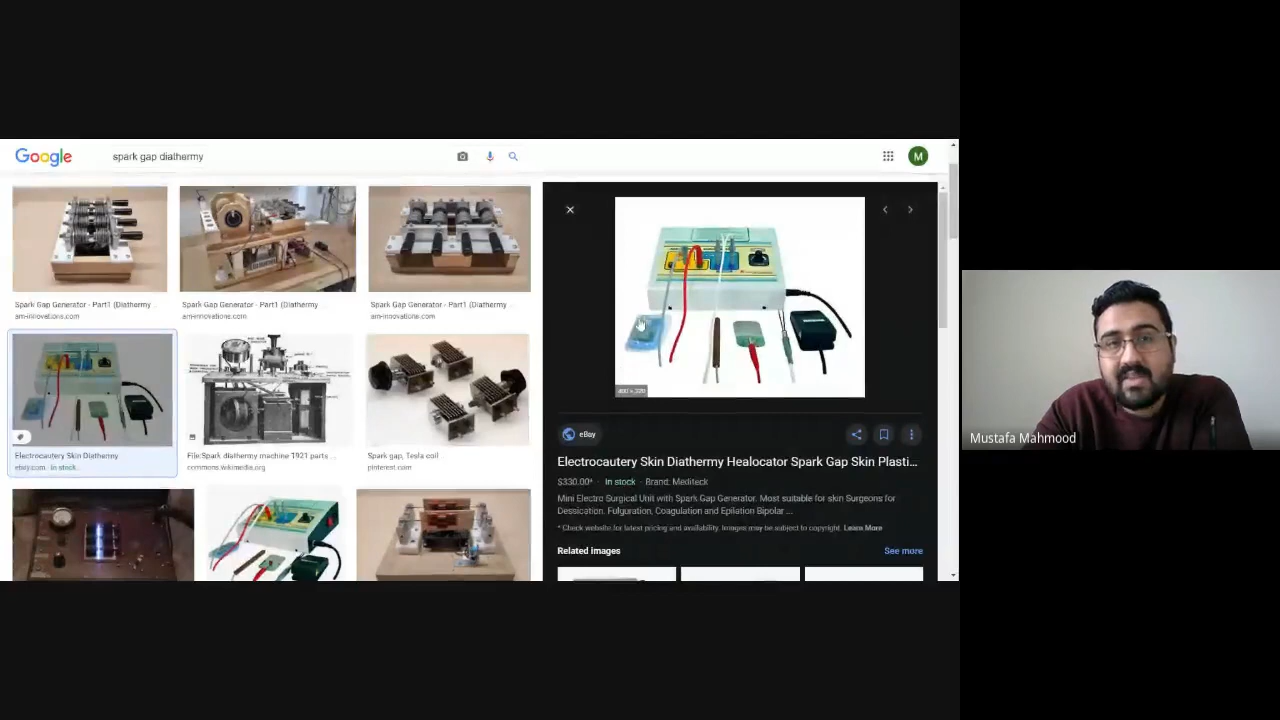 Google
spark gap diathermy
M
Spark Gap Generator - Part1 (Diathermy ...
am-innovations.com
Spark Gap Generator - Part1 (Diathermy
am-innovations.com
Spark Gap Generator - Part1 (Diathermy ...
am-innovations.com
Electrocautery Skin Diathermy
ebay.com · In stock
File:Spark diathermy machine 1921 parts ...
commons.wikimedia.org
Spark gap, Tesla coil
pinterest.com
400 × 320
eBay
Electrocautery Skin Diathermy Healocator Spark Gap Skin Plasti...
$330.00* · In stock · Brand: Mediteck
Mini Electro Surgical Unit with Spark Gap Generator. Most suitable for skin Surgeons for
Dessication, Fulguration, Coagulation and Epilation Bipolar ...
* Check website for latest pricing and availability. Images may be subject to copyright. Learn More
Related images
See more
Mustafa Mahmood